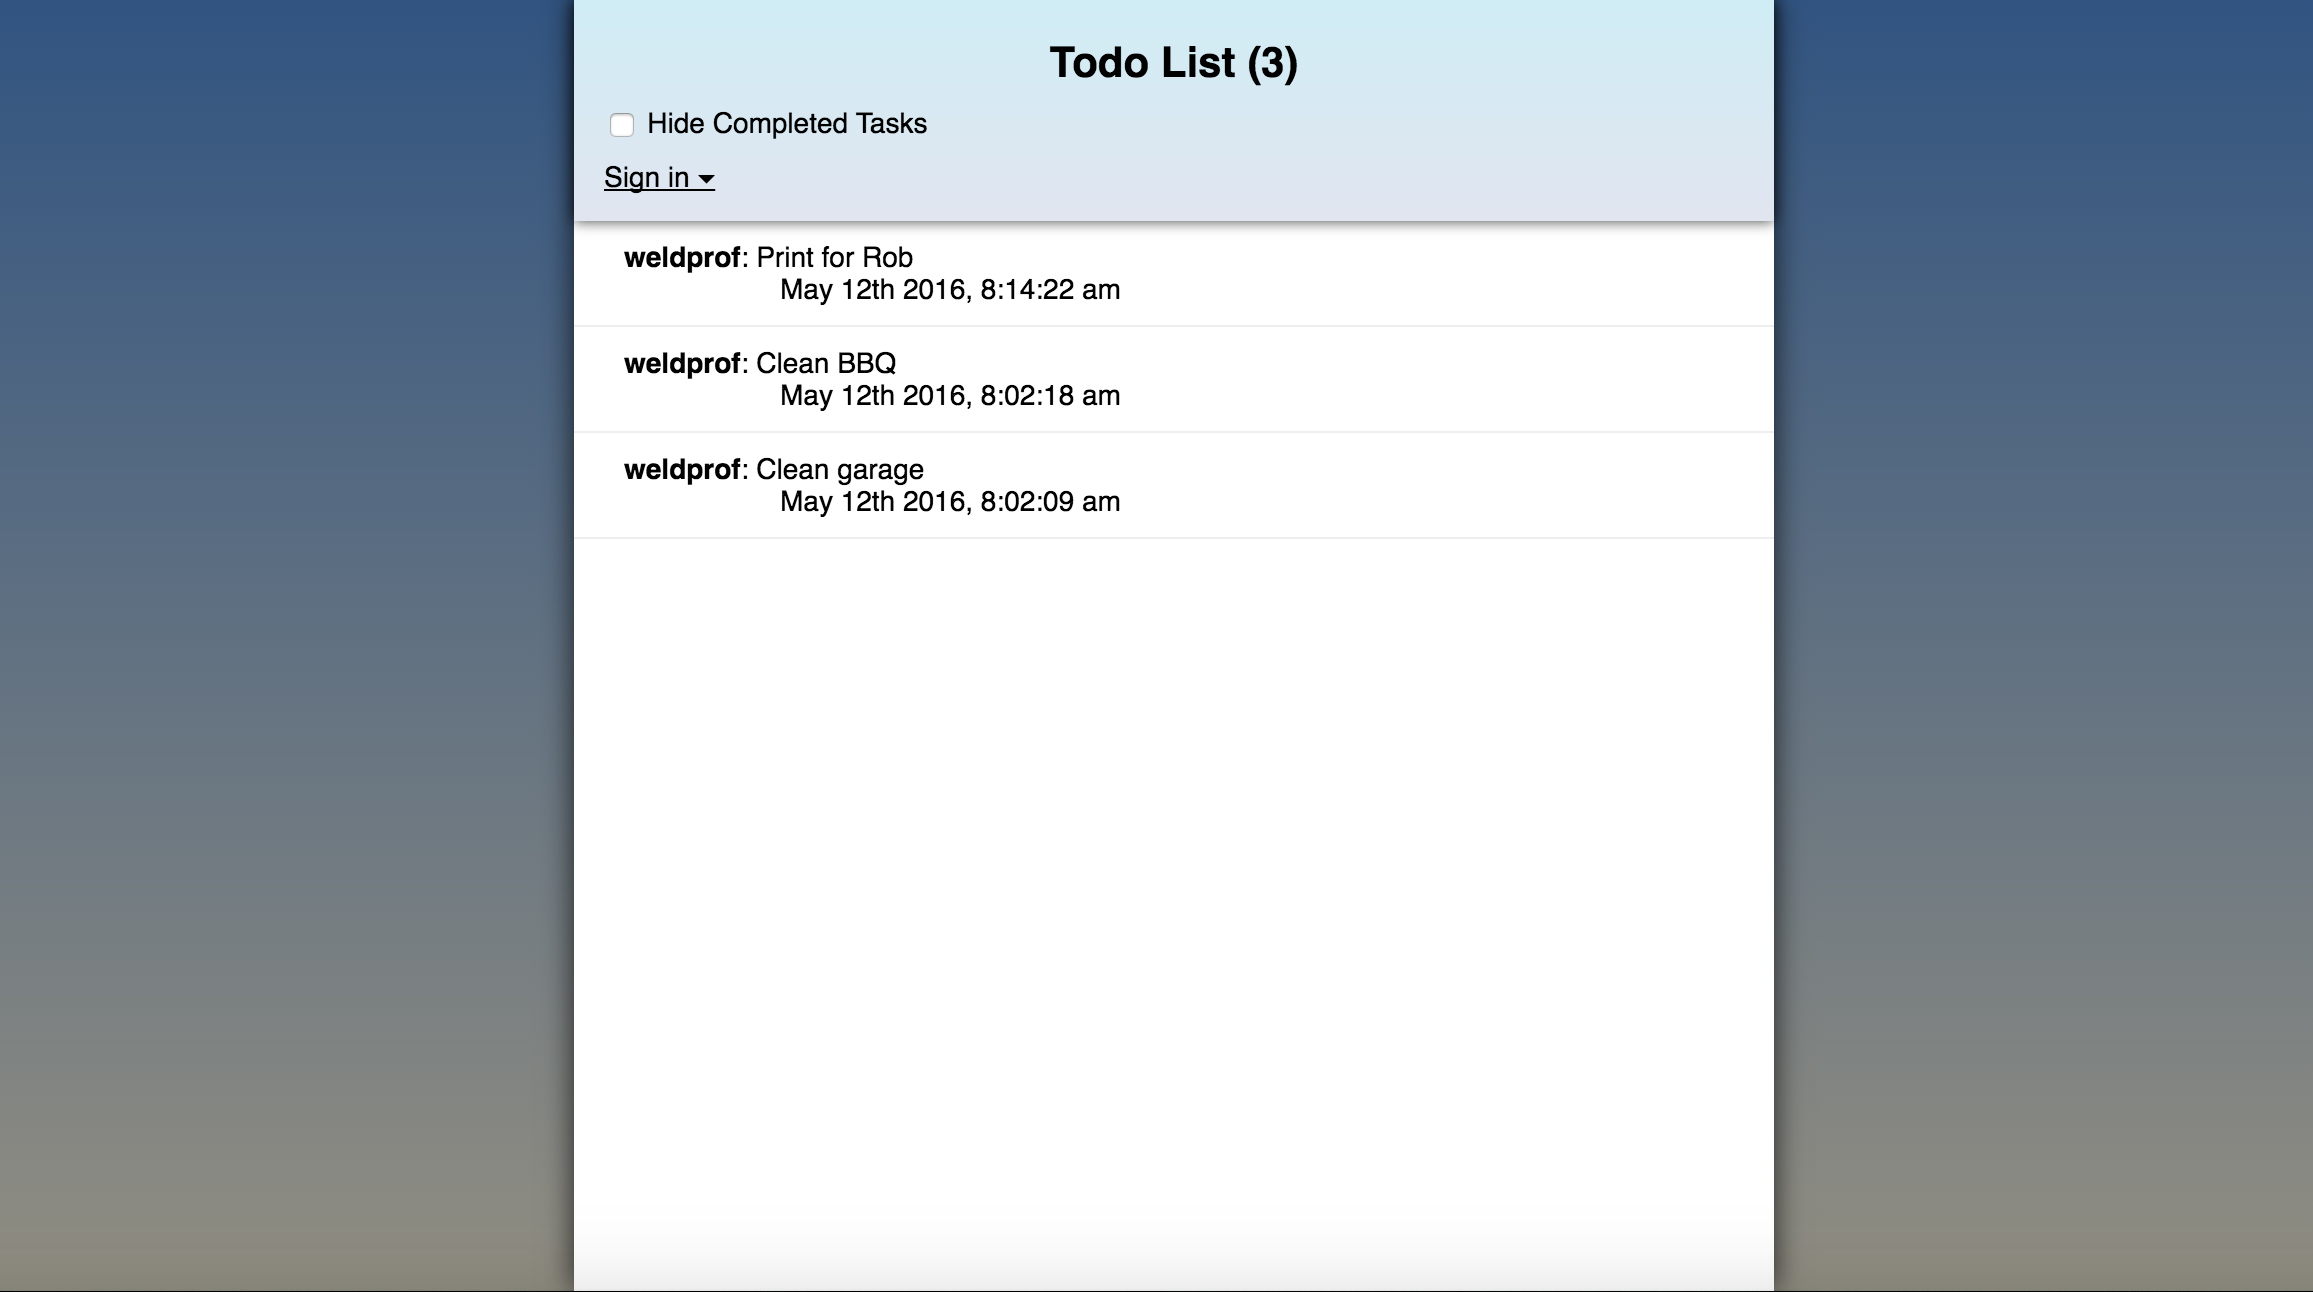 Todo List (3)
Hide Completed Tasks
Sign in
weldprof: Print for Rob
May 12th 2016, 8:14:22 am
weldprof: Clean BBQ
May 12th 2016, 8:02:18 am
weldprof: Clean garage
May 12th 2016, 8:02:09 am